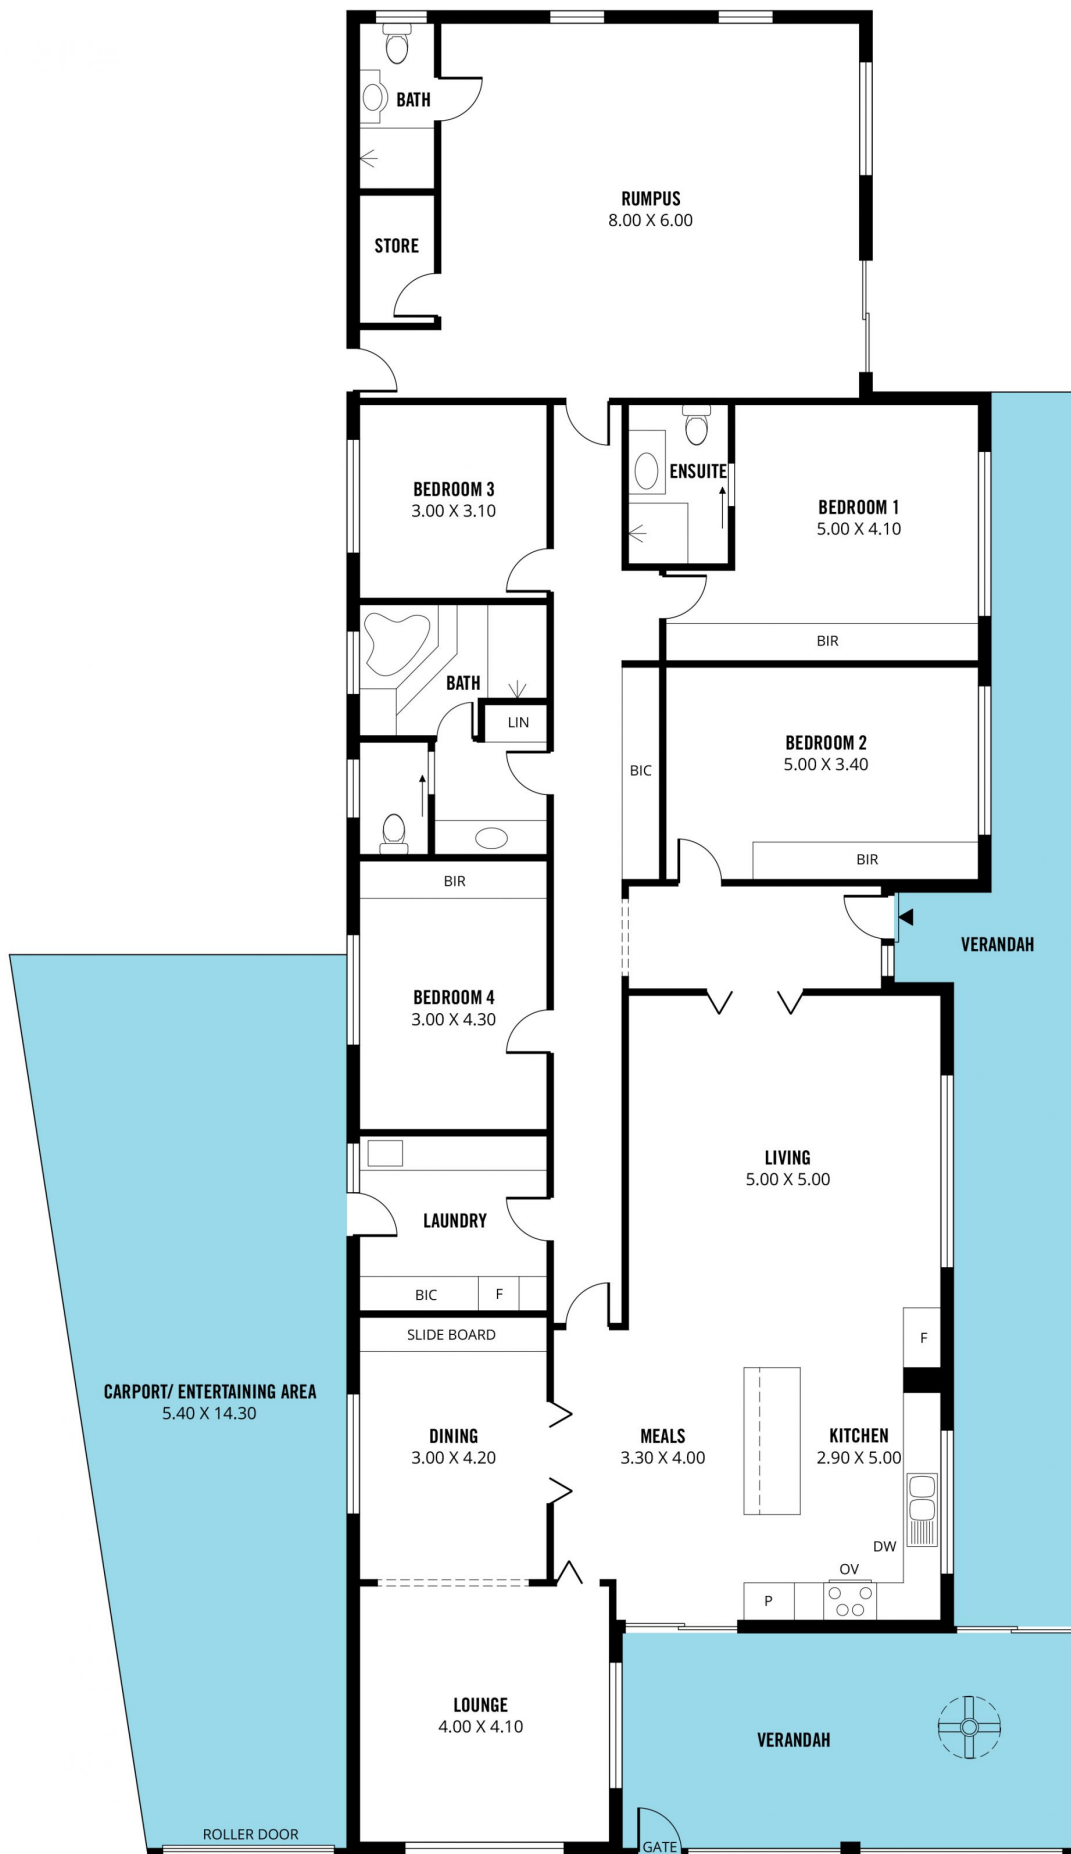 BATH
RUMPUS
8.00 X 6.00
STORE
BEDROOM 3
3.00 X 3.10
ENSUITE
BEDROOM 1
5.00 X 4.10
BIR
BATH
LIN
BIC
BEDROOM 2
5.00 X 3.40
BIR
BIR
VERANDAH
BEDROOM 4
3.00 X 4.30
LIVING
5.00 X 5.00
LAUNDRY
BIC
F
SLIDE BOARD
F
CARPORT/ ENTERTAINING AREA
5.40 X 14.30
DINING
3.00 X 4.20
MEALS
3.30 X 4.00
KITCHEN
2.90 X 5.00
DW
OV
P
LOUNGE
4.00 X 4.10
VERANDAH
ROLLER DOOR
GATE